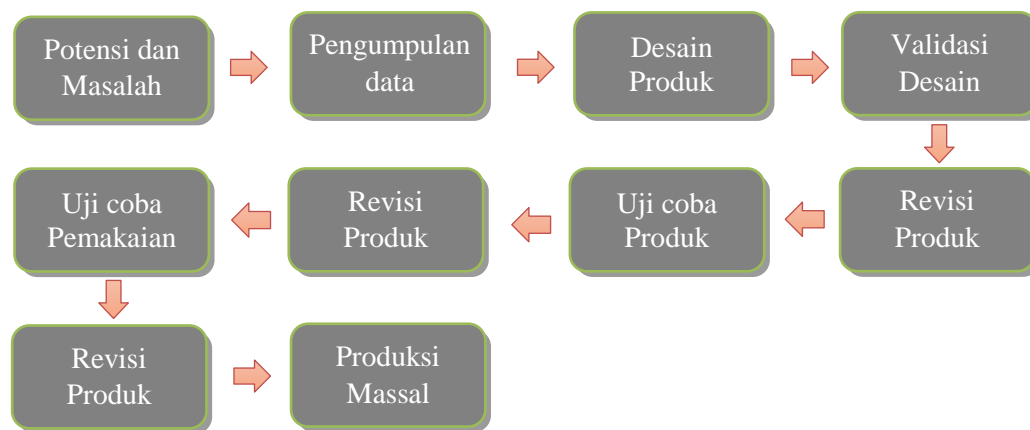 Potensi dan
Masalah
Pengumpulan
data
Desain
Produk
Validasi
Desain
Revisi
Produk
Uji coba
Produk
Revisi
Produk
Uji coba
Pemakaian
Revisi
Produk
Produksi
Massal